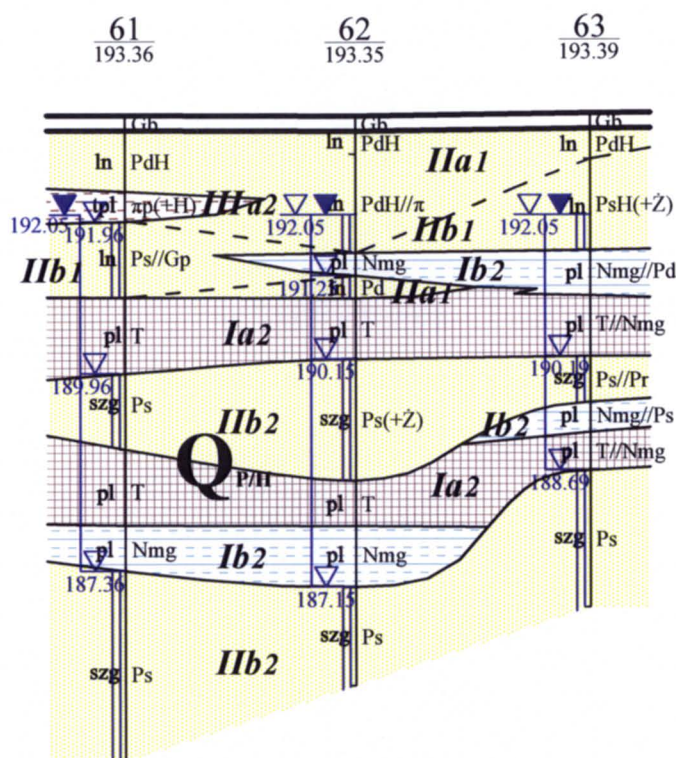 61 62 63
193.36 193.35 193.39
Gb Gb Gb
ln PdH ln PdH IIa1 ln PdH
tpl πp(+H) IIIa2 ln PdH//π ln PsH(+Ż)
192.05 191.96 192.05 IIb1 192.05
IIb1 ln Ps//Gp pl Nmg Ib2 pl Nmg//Pd
191.25 ln Pd IIa1
pl T Ia2 pl T pl T//Nmg
189.96 190.15 190.19
szg Ps IIb2 szg Ps(+Ż) szg Ps//Pr
Ib2 pl Nmg//Ps
Q P/H pl T//Nmg
pl T pl T Ia2 188.69
pl Nmg Ib2 pl Nmg szg Ps
187.36 187.15
szg Ps IIb2 szg Ps